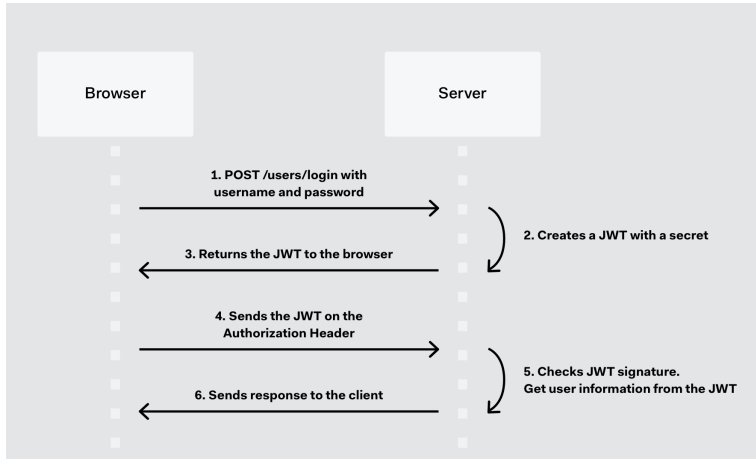 Browser
Server
1. POST /users/login with
username and password
2. Creates a JWT with a secret
3. Returns the JWT to the browser
4. Sends the JWT on the
Authorization Header
5. Checks JWT signature.
Get user information from the JWT
6. Sends response to the client